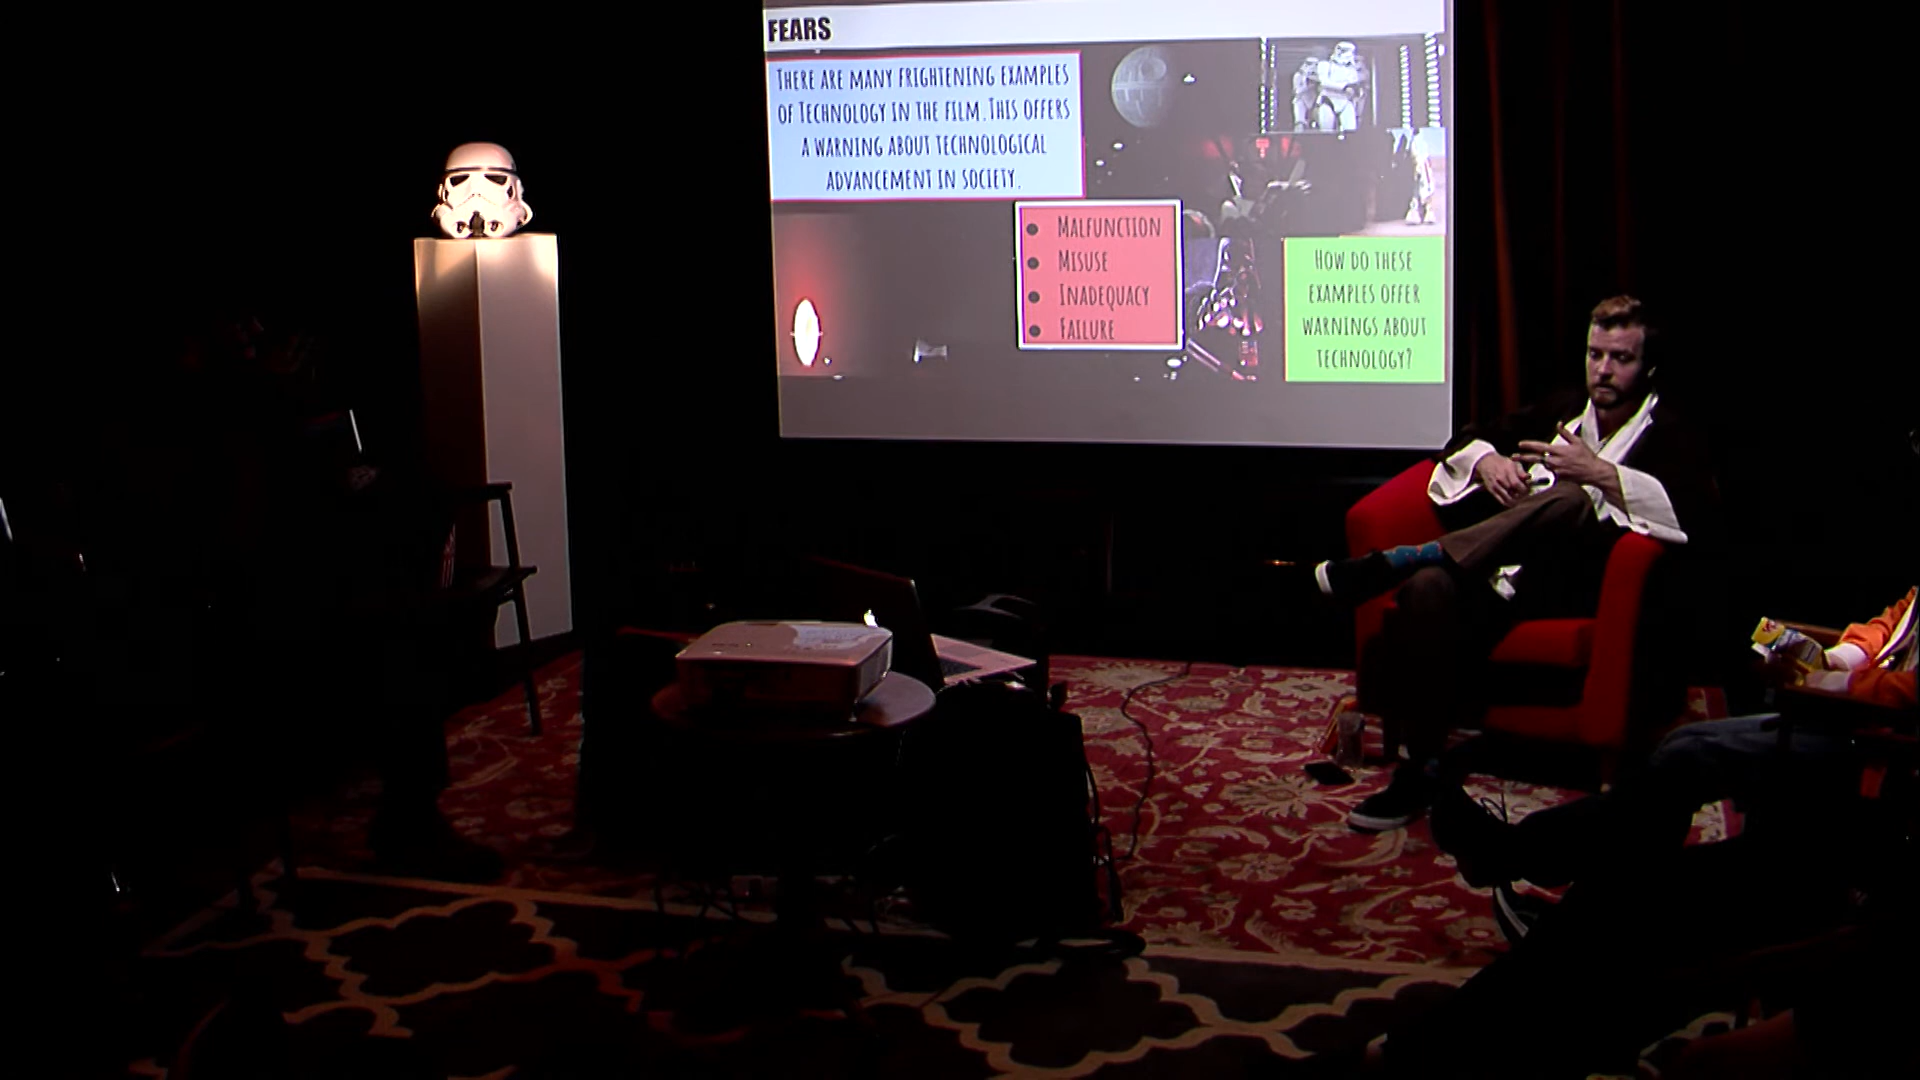 FEARS
THERE ARE MANY FRIGHTENING EXAMPLES
OF TECHNOLOGY IN THE FILM. THIS OFFERS
A WARNING ABOUT TECHNOLOGICAL
ADVANCEMENT IN SOCIETY.
MALFUNCTION
MISUSE
INADEQUACY
FAILURE
HOW DO THESE
EXAMPLES OFFER
WARNINGS ABOUT
TECHNOLOGY?